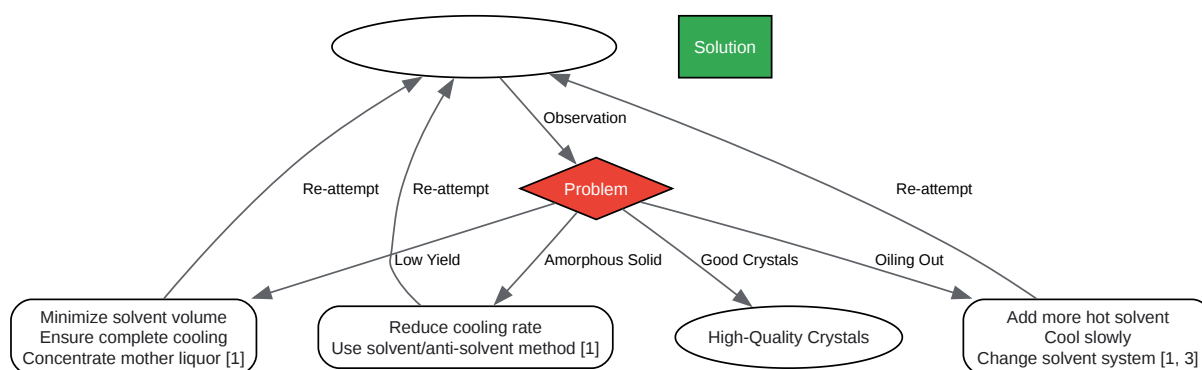 Solution
Observation
Problem
Re-attempt
Re-attempt
Re-attempt
Low Yield
Amorphous Solid
Good Crystals
Oiling Out
Minimize solvent volume
Ensure complete cooling
Concentrate mother liquor [1]
Reduce cooling rate
Use solvent/anti-solvent method [1]
High-Quality Crystals
Add more hot solvent
Cool slowly
Change solvent system [1, 3]